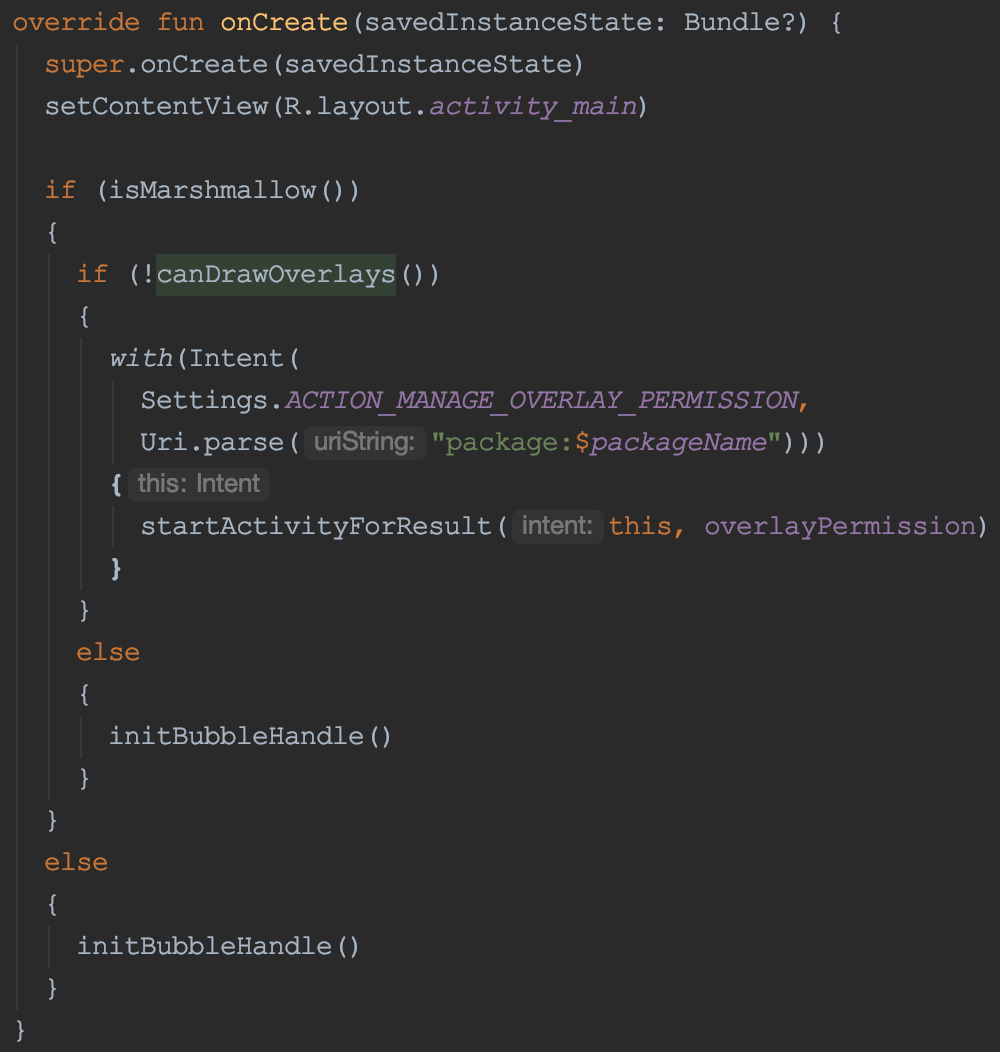 override fun onCreate(savedInstanceState: Bundle?) {
super.onCreate(savedInstanceState)
setContentView(R.layout.activity_main)
if (isMarshmallow())
{
if (!canDrawOverlays())
{
with(Intent(
Settings.ACTION_MANAGE_OVERLAY_PERMISSION,
Uri.parse( uriString: "package:$packageName")))
{ this: Intent
startActivityForResult( intent: this, overlayPermission)
}
}
else
{
initBubbleHandle()
}
}
else
{
initBubbleHandle()
}
}